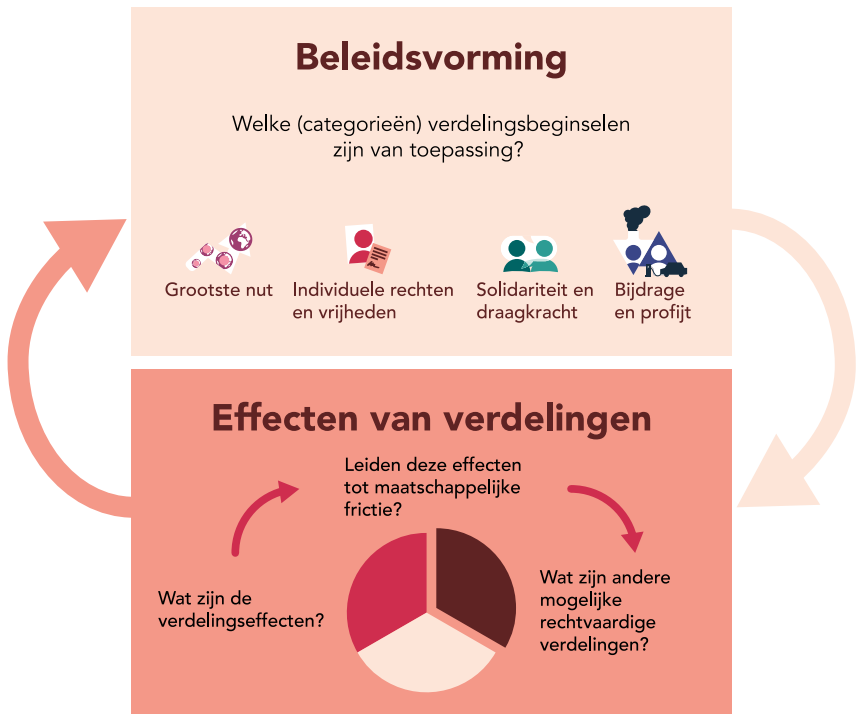 Beleidsvorming
Welke (categorieën) verdelingsbeginselen
zijn van toepassing?
Grootste nut
Individuele rechten
en vrijheden
Solidariteit en
draagkracht
Bijdrage
en profijt
Effecten van verdelingen
Leiden deze effecten
tot maatschappelijke
frictie?
Wat zijn de
verdelingseffecten?
Wat zijn andere
mogelijke
rechtvaardige
verdelingen?